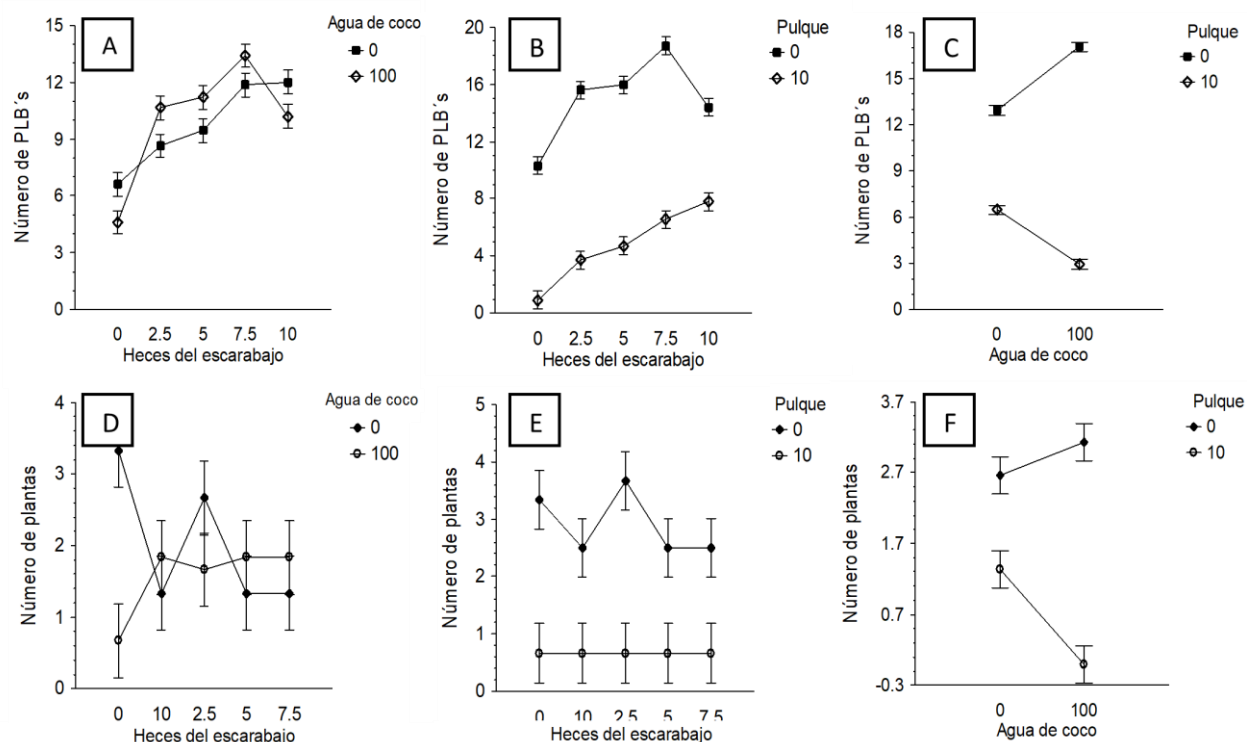 A
Agua de coco
0
100
Número de PLB´s
15
12
9
6
3
0
0 2.5 5 7.5 10
Heces del escarabajo
B
Pulque
0
10
Número de PLB´s
20
16
12
8
4
0
0 2.5 5 7.5 10
Heces del escarabajo
C
Pulque
0
10
Número de PLB´s
18
15
12
9
6
3
0
0 100
Agua de coco
D
Agua de coco
0
100
Número de plantas
4
3
2
1
0
0 10 2.5 5 7.5
Heces del escarabajo
E
Pulque
0
10
Número de plantas
5
4
3
2
1
0
0 10 2.5 5 7.5
Heces del escarabajo
F
Pulque
0
10
Número de plantas
3.7
2.7
1.7
0.7
-0.3
0 100
Agua de coco